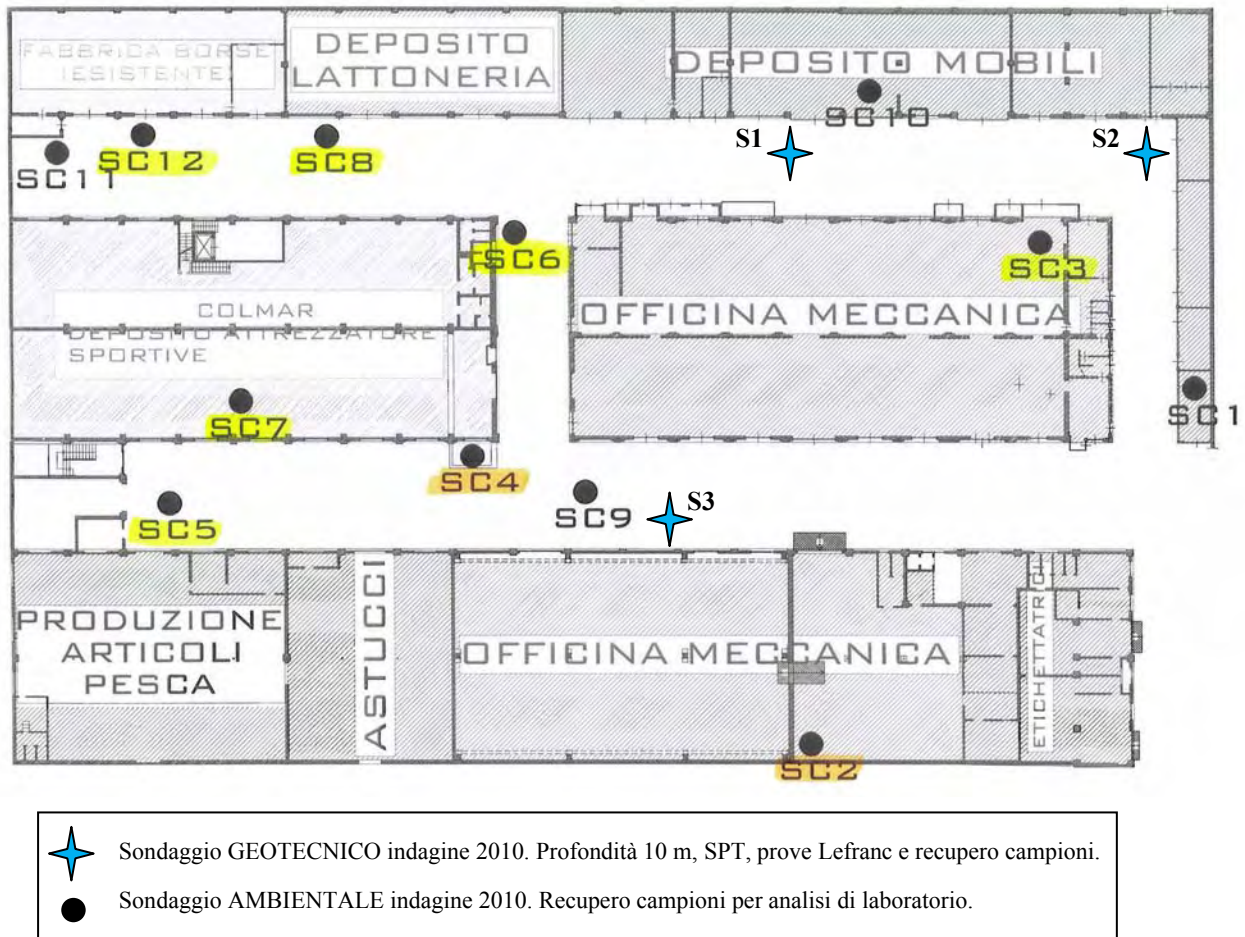 FABBRICA BORSE
(ESISTENTE)
DEPOSITO
LATTONERIA
DEPOSITO MOBILI
SC10
S1
S2
SC11
SC12
SC8
SC6
SC3
COLMAR
DEPOSITO ATTREZZATURE
SPORTIVE
OFFICINA MECCANICA
SC7
SC1
SC4
SC5
SC9
S3
PRODUZIONE
ARTICOLI
PESCA
ASTUCCI
OFFICINA MECCANICA
ETICHETTATRICI
SC2
Sondaggio GEOTECNICO indagine 2010. Profondità 10 m, SPT, prove Lefranc e recupero campioni.
Sondaggio AMBIENTALE indagine 2010. Recupero campioni per analisi di laboratorio.